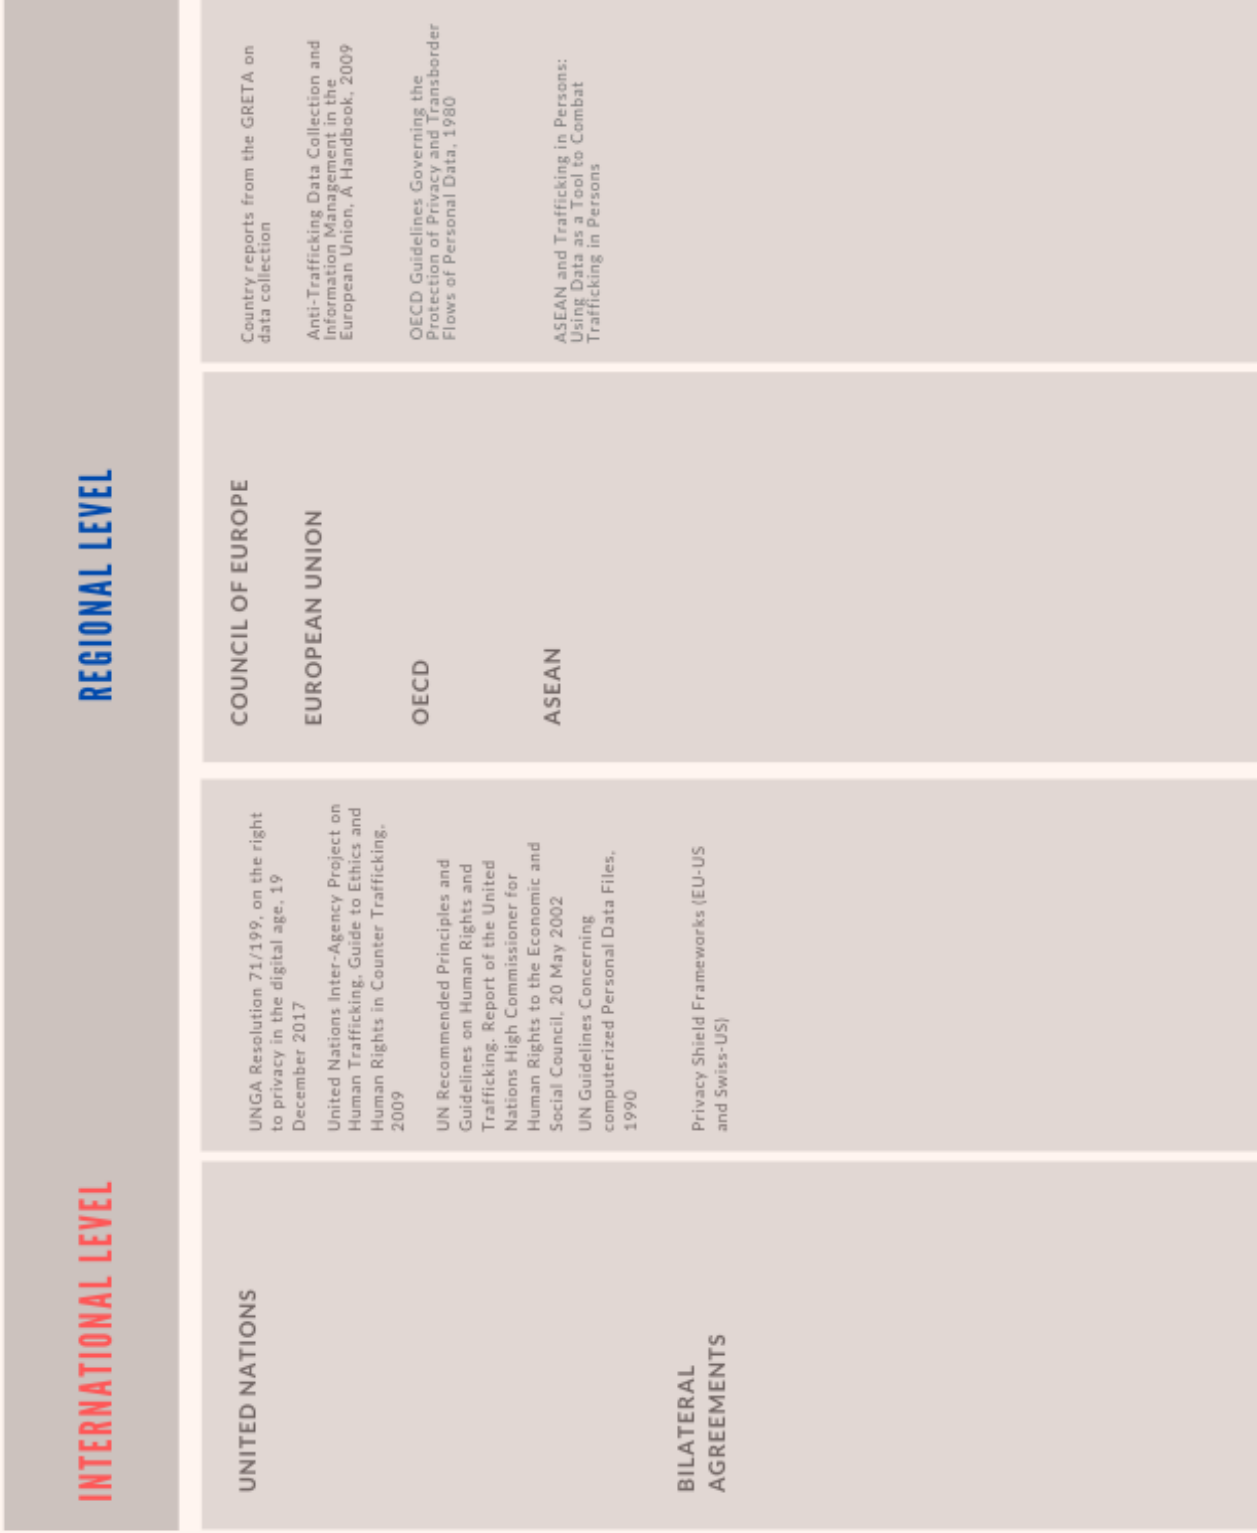 INTERNATIONAL LEVEL
UNITED NATIONS
UNGA Resolution 71/199, on the right
to privacy in the digital age, 19
December 2017
United Nations Inter-Agency Project on
Human Trafficking, Guide to Ethics and
Human Rights in Counter Trafficking,
2009
UN Recommended Principles and
Guidelines on Human Rights and
Trafficking, Report of the United
Nations High Commissioner for
Human Rights to the Economic and
Social Council, 20 May 2002
UN Guidelines Concerning
computerized Personal Data Files,
1990
BILATERAL
AGREEMENTS
Privacy Shield Frameworks (EU-US
and Swiss-US)
REGIONAL LEVEL
COUNCIL OF EUROPE
Country reports from the GRETA on
data collection
EUROPEAN UNION
Anti-Trafficking Data Collection and
Information Management in the
European Union, A Handbook, 2009
OECD
OECD Guidelines Governing the
Protection of Privacy and Transborder
Flows of Personal Data, 1980
ASEAN
ASEAN and Trafficking in Persons:
Using Data as a Tool to Combat
Trafficking in Persons